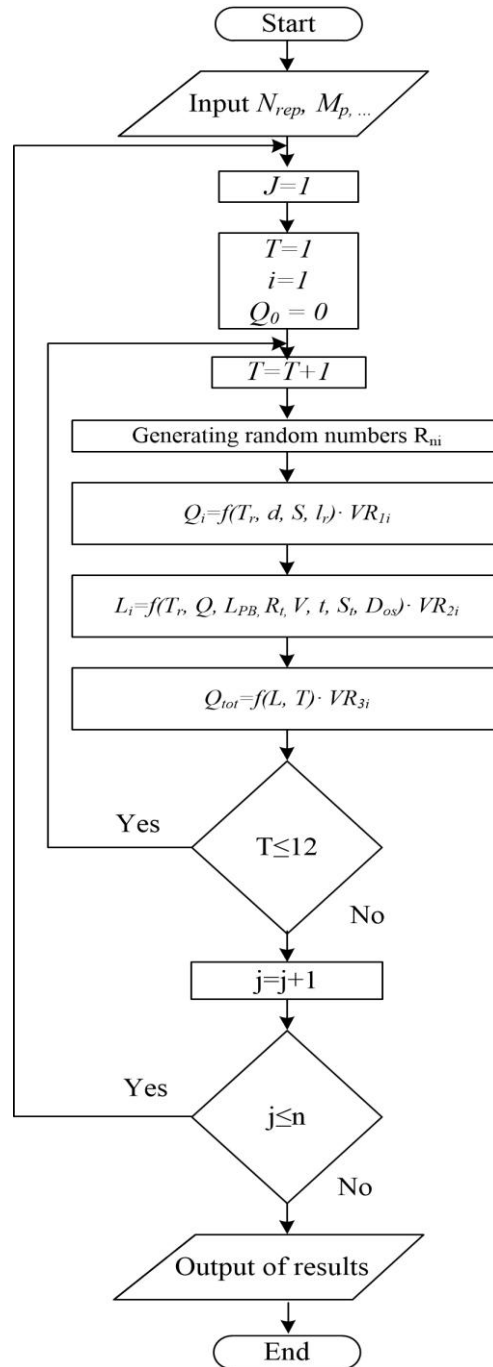 Start
Input N_rep, M_p, ...
J=1
T=1
i=1
Q_0 = 0
T=T+1
Generating random numbers R_ni
Q_i=f(T_r, d, S, l_r)· VR_1i
L_i=f(T_r, Q, L_PB, R_t, V, t, S_t, D_os)· VR_2i
Q_tot=f(L, T)· VR_3i
Yes
T≤12
No
j=j+1
Yes
j≤n
No
Output of results
End